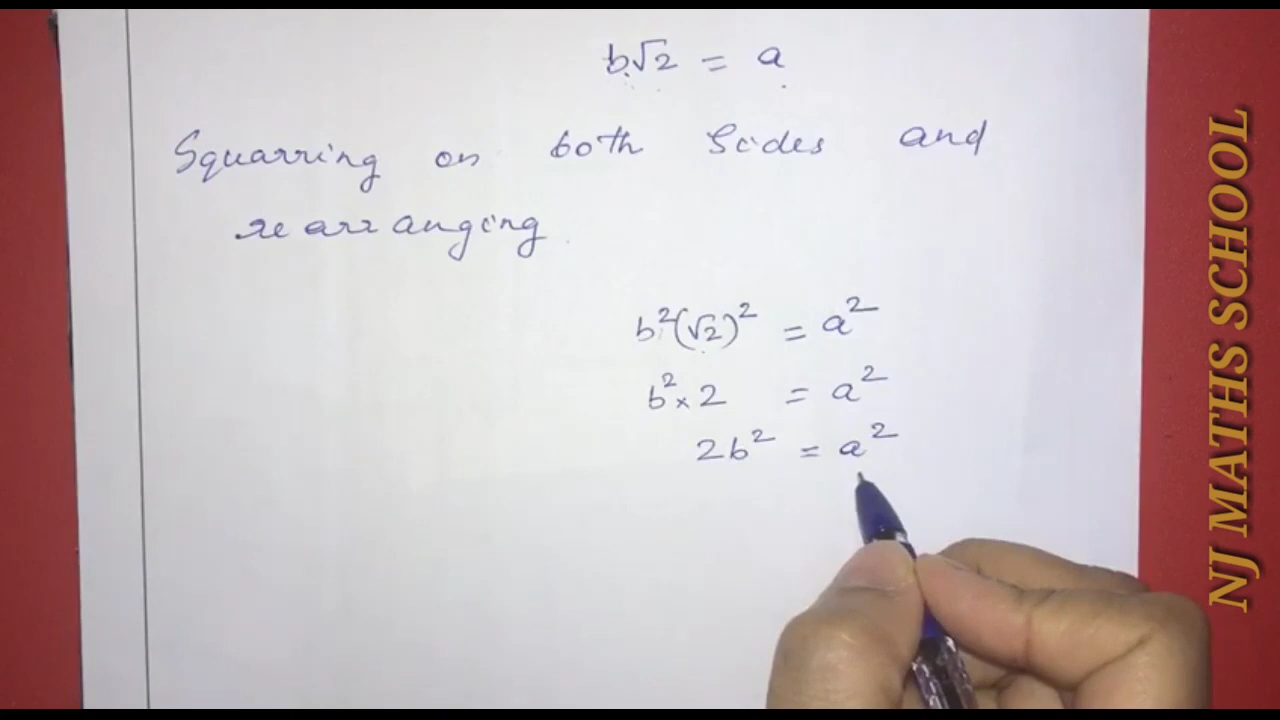 b√2 = a
Squarring on both Sides and
rearranging
b²(√2)² = a²
b² × 2 = a²
2b² = a²
NJ MATHS SCHOOL